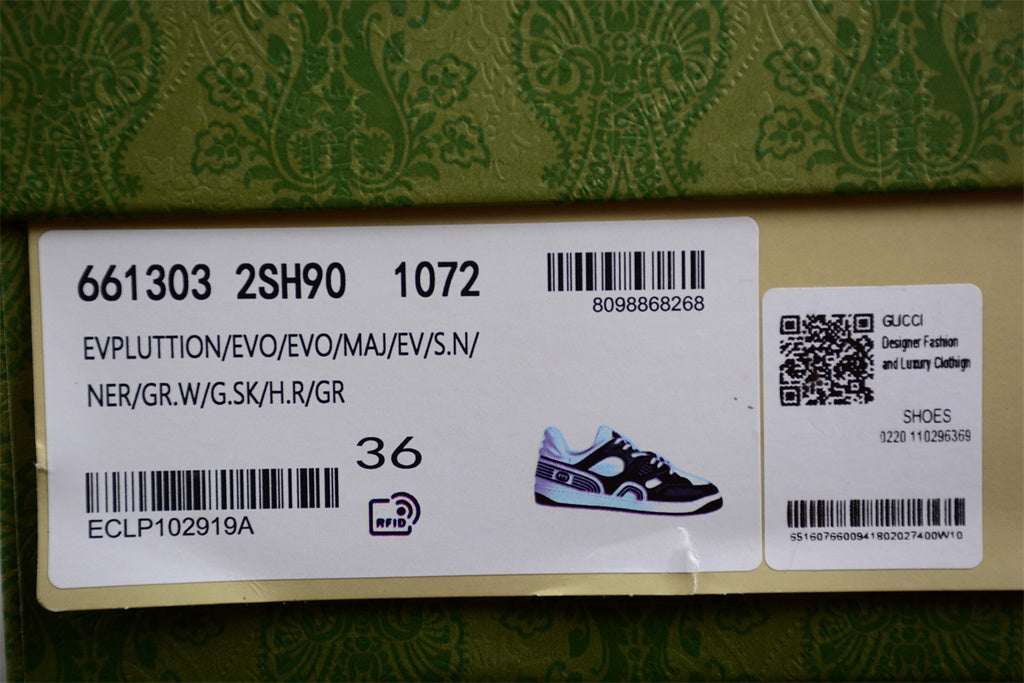 661303 2SH90 1072
8098868268
EVPLUTTION/EVO/EVO/MAJ/EV/S.N/
NER/GR.W/G.SK/H.R/GR
36
RFID
ECLP102919A
GUCCI
Designer Fashion
and Luzury Clothign
SHOES
0220 110296369
6516076600941802027400W10